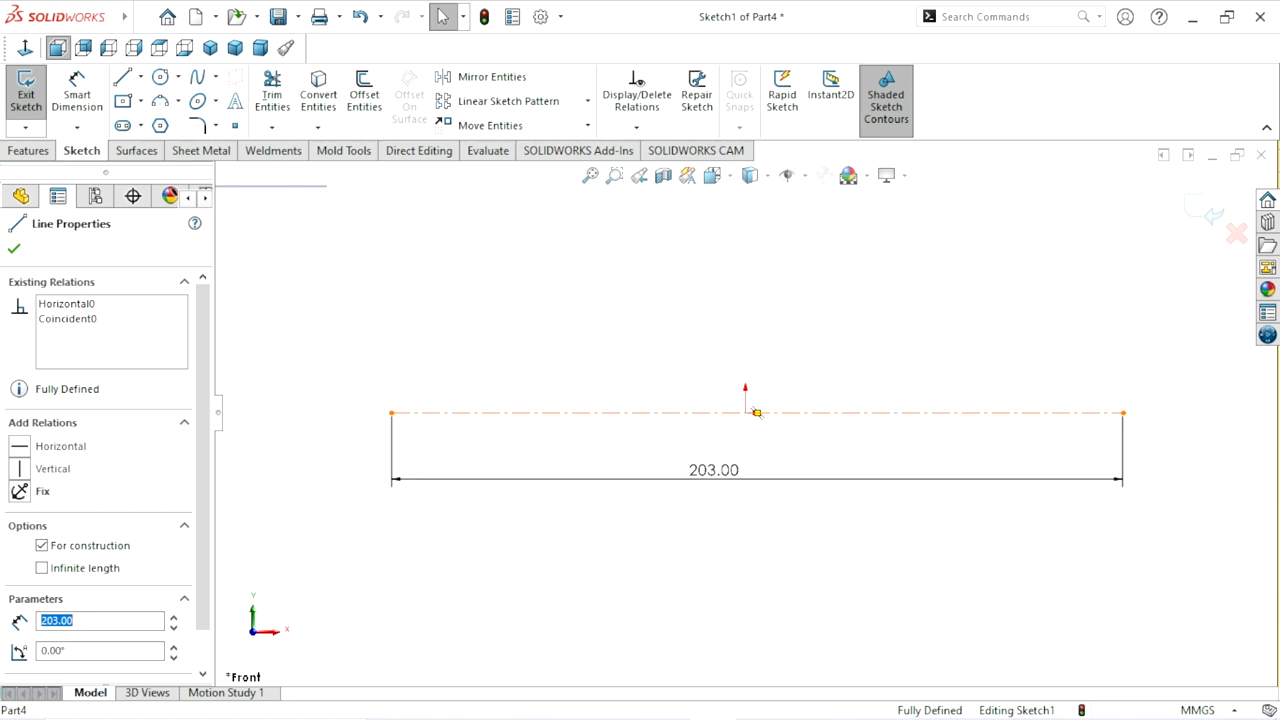 SOLIDWORKS
Sketch1 of Part4 *
Search Commands
Exit Sketch
Smart Dimension
Trim Entities
Convert Entities
Offset Entities
Offset On Surface
Mirror Entities
Linear Sketch Pattern
Move Entities
Display/Delete Relations
Repair Sketch
Quick Snaps
Rapid Sketch
Instant2D
Shaded Sketch Contours
Features
Sketch
Surfaces
Sheet Metal
Weldments
Mold Tools
Direct Editing
Evaluate
SOLIDWORKS Add-Ins
SOLIDWORKS CAM
Line Properties
Existing Relations
Horizontal0
Coincident0
Fully Defined
Add Relations
Horizontal
Vertical
Fix
Options
For construction
Infinite length
Parameters
203.00
0.00°
203.00
Y
X
*Front
Model
3D Views
Motion Study 1
Part4
Fully Defined
Editing Sketch1
MMGS